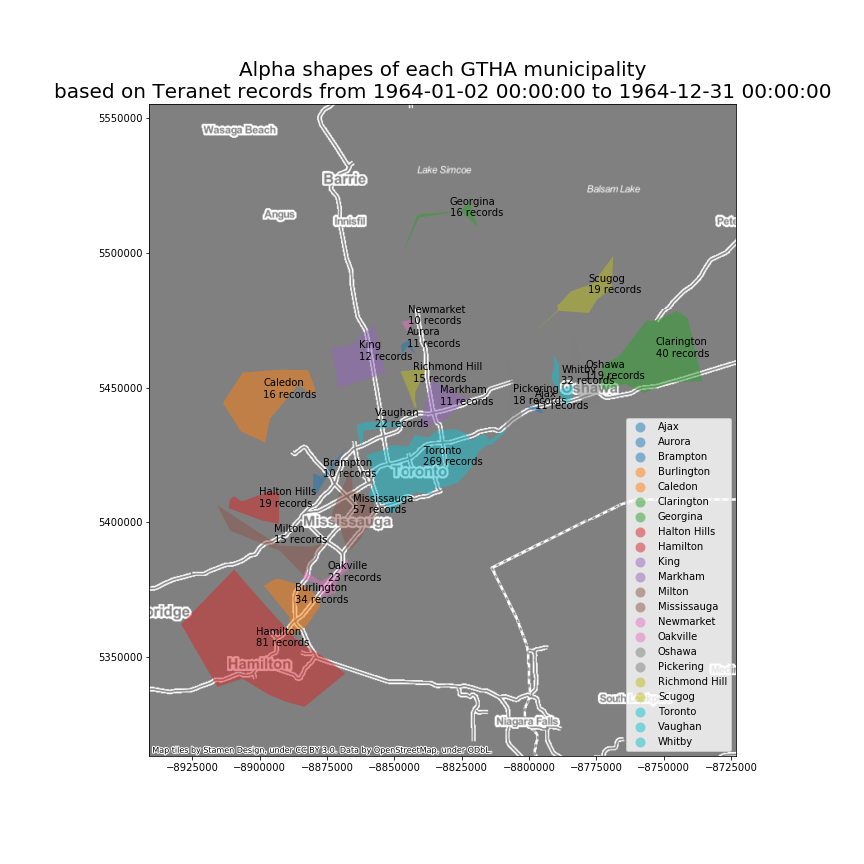 Alpha shapes of each GTHA municipality
based on Teranet records from 1964-01-02 00:00:00 to 1964-12-31 00:00:00
5550000
5500000
5450000
5400000
5350000
Wasaga Beach
Barrie
Lake Simcoe
Balsam Lake
Angus
Innisfil
Georgina
16 records
Scugog
19 records
Newmarket
10 records
Aurora
11 records
King
12 records
Clarington
40 records
Richmond Hill
15 records
Whitby
32 records
Oshawa
119 records
Oshawa
Caledon
16 records
Markham
11 records
Pickering
18 records
Ajax
11 records
Vaughan
22 records
Toronto
269 records
Toronto
Brampton
10 records
Halton Hills
19 records
Mississauga
57 records
Mississauga
Milton
15 records
Oakville
23 records
Burlington
34 records
Hamilton
81 records
Hamilton
Niagara Falls
Ajax
Aurora
Brampton
Burlington
Caledon
Clarington
Georgina
Halton Hills
Hamilton
King
Markham
Milton
Mississauga
Newmarket
Oakville
Oshawa
Pickering
Richmond Hill
Scugog
Toronto
Vaughan
Whitby
Map tiles by Stamen Design, under CC BY 3.0. Data by OpenStreetMap, under ODbL.
−8925000 −8900000 −8875000 −8850000 −8825000 −8800000 −8775000 −8750000 −8725000